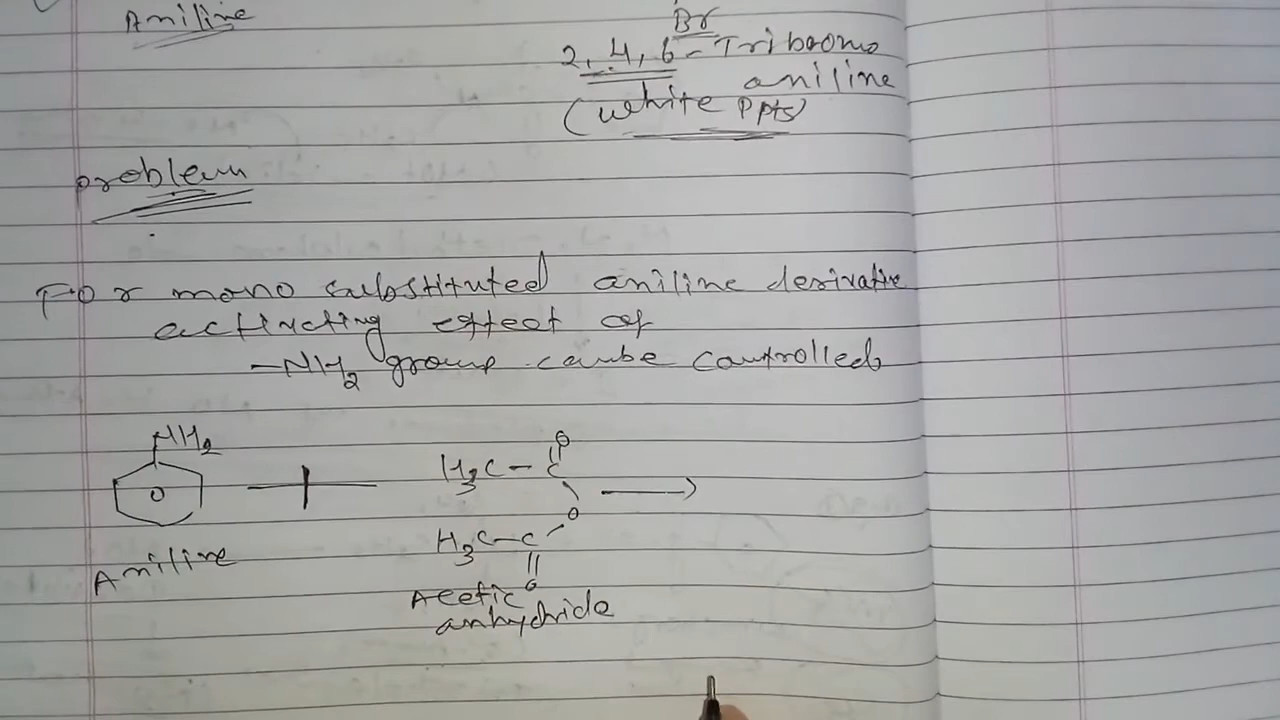 Aniline
Br
2,4,6-Tribromo
aniline
(white ppts)
problem
For mono substituted aniline derivative
activating effect of
-NH2 group can be controlled
NH2
+
H3C-C
O
O
H3C-C
O
Aniline
Acetic
anhydride